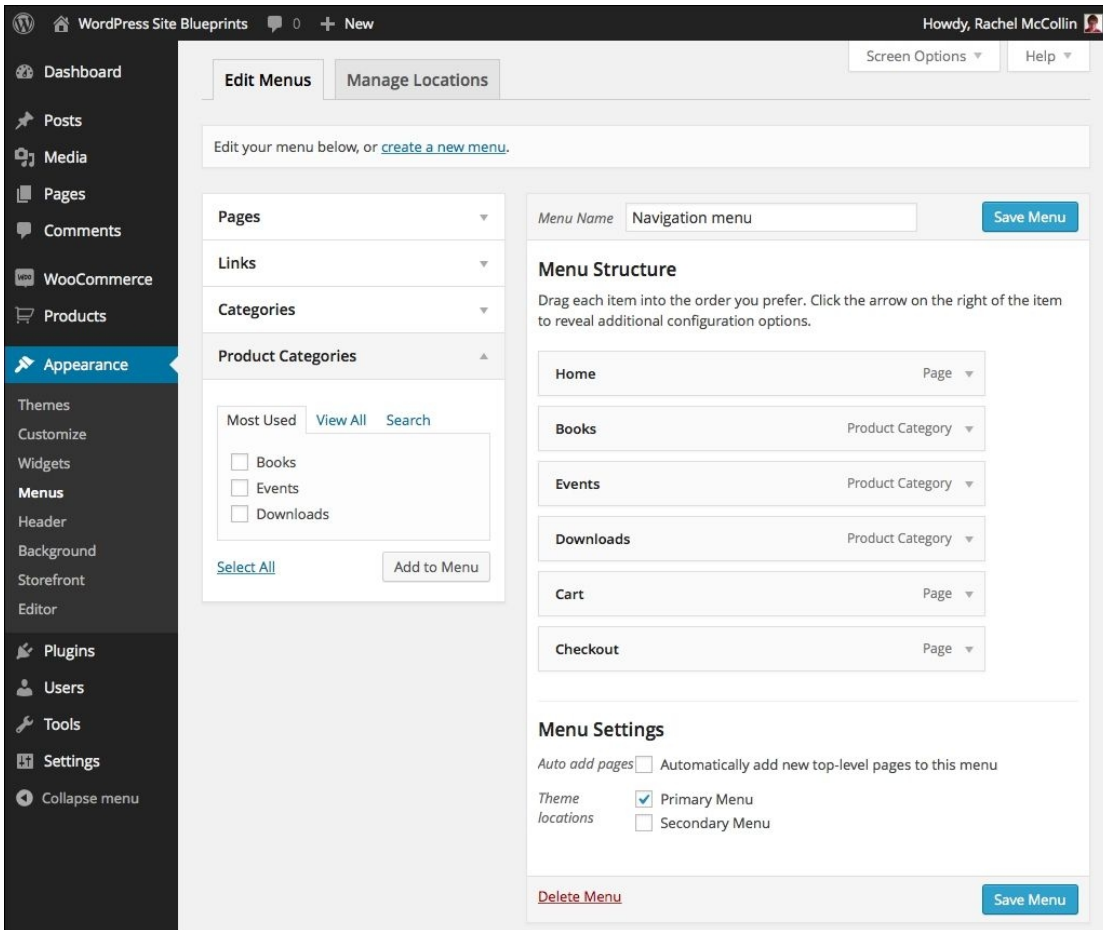 WordPress Site Blueprints 0 + New Howdy, Rachel McCollin
Screen Options Help
Dashboard
Posts
Media
Pages
Comments
WooCommerce
Products
Appearance
Themes
Customize
Widgets
Menus
Header
Background
Storefront
Editor
Plugins
Users
Tools
Settings
Collapse menu
Edit Menus Manage Locations
Edit your menu below, or create a new menu.
Pages
Links
Categories
Product Categories
Most Used View All Search
Books
Events
Downloads
Select All Add to Menu
Menu Name Navigation menu Save Menu
Menu Structure
Drag each item into the order you prefer. Click the arrow on the right of the item
to reveal additional configuration options.
Home Page
Books Product Category
Events Product Category
Downloads Product Category
Cart Page
Checkout Page
Menu Settings
Auto add pages Automatically add new top-level pages to this menu
Theme
locations
Primary Menu
Secondary Menu
Delete Menu Save Menu